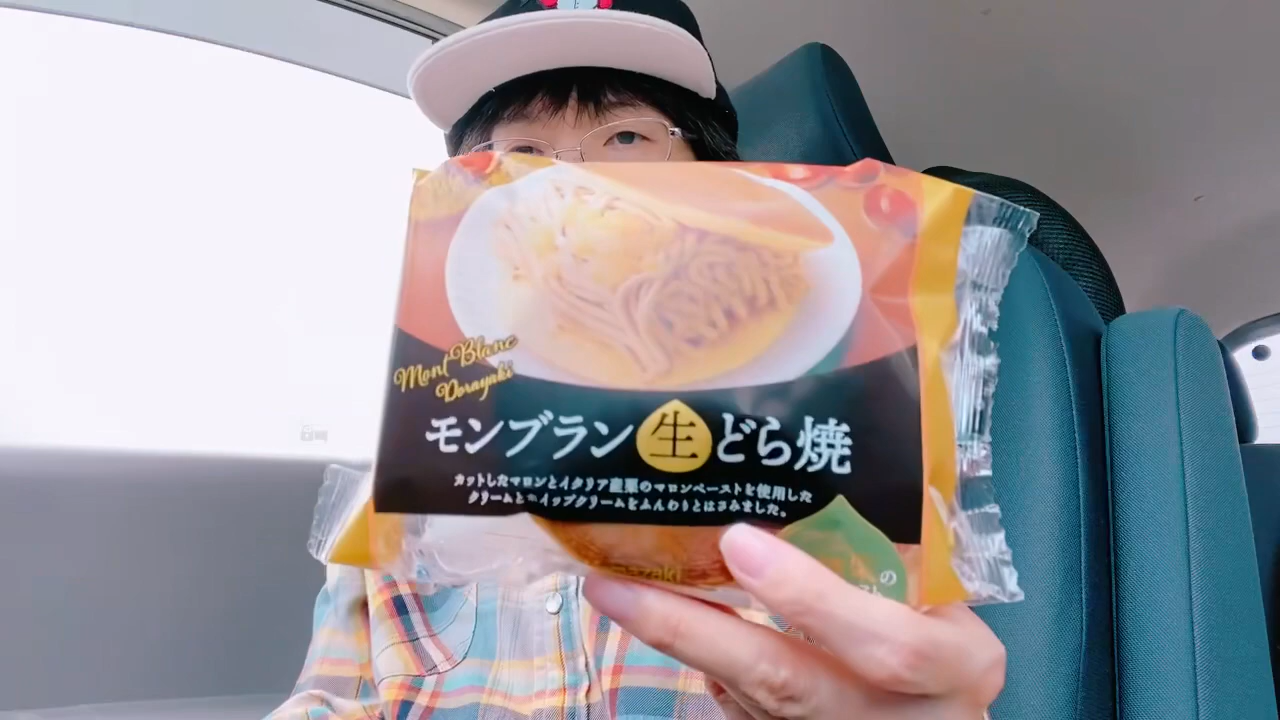 Mont Blanc
Dorayaki
モンブラン生どら焼
カットしたマロンとイタリア産栗のマロンペーストを使用した
クリームとホイップクリームをふんわりとはさみました。
の